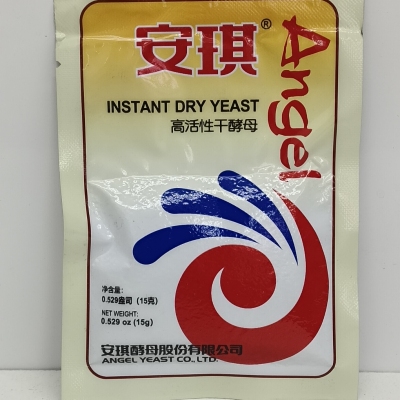 安琪®
Angel
INSTANT DRY YEAST
高活性干酵母
净含量:
0.529盎司 (15克)
NET WEIGHT:
0.529 oz (15g)
安琪酵母股份有限公司
ANGEL YEAST CO., LTD.